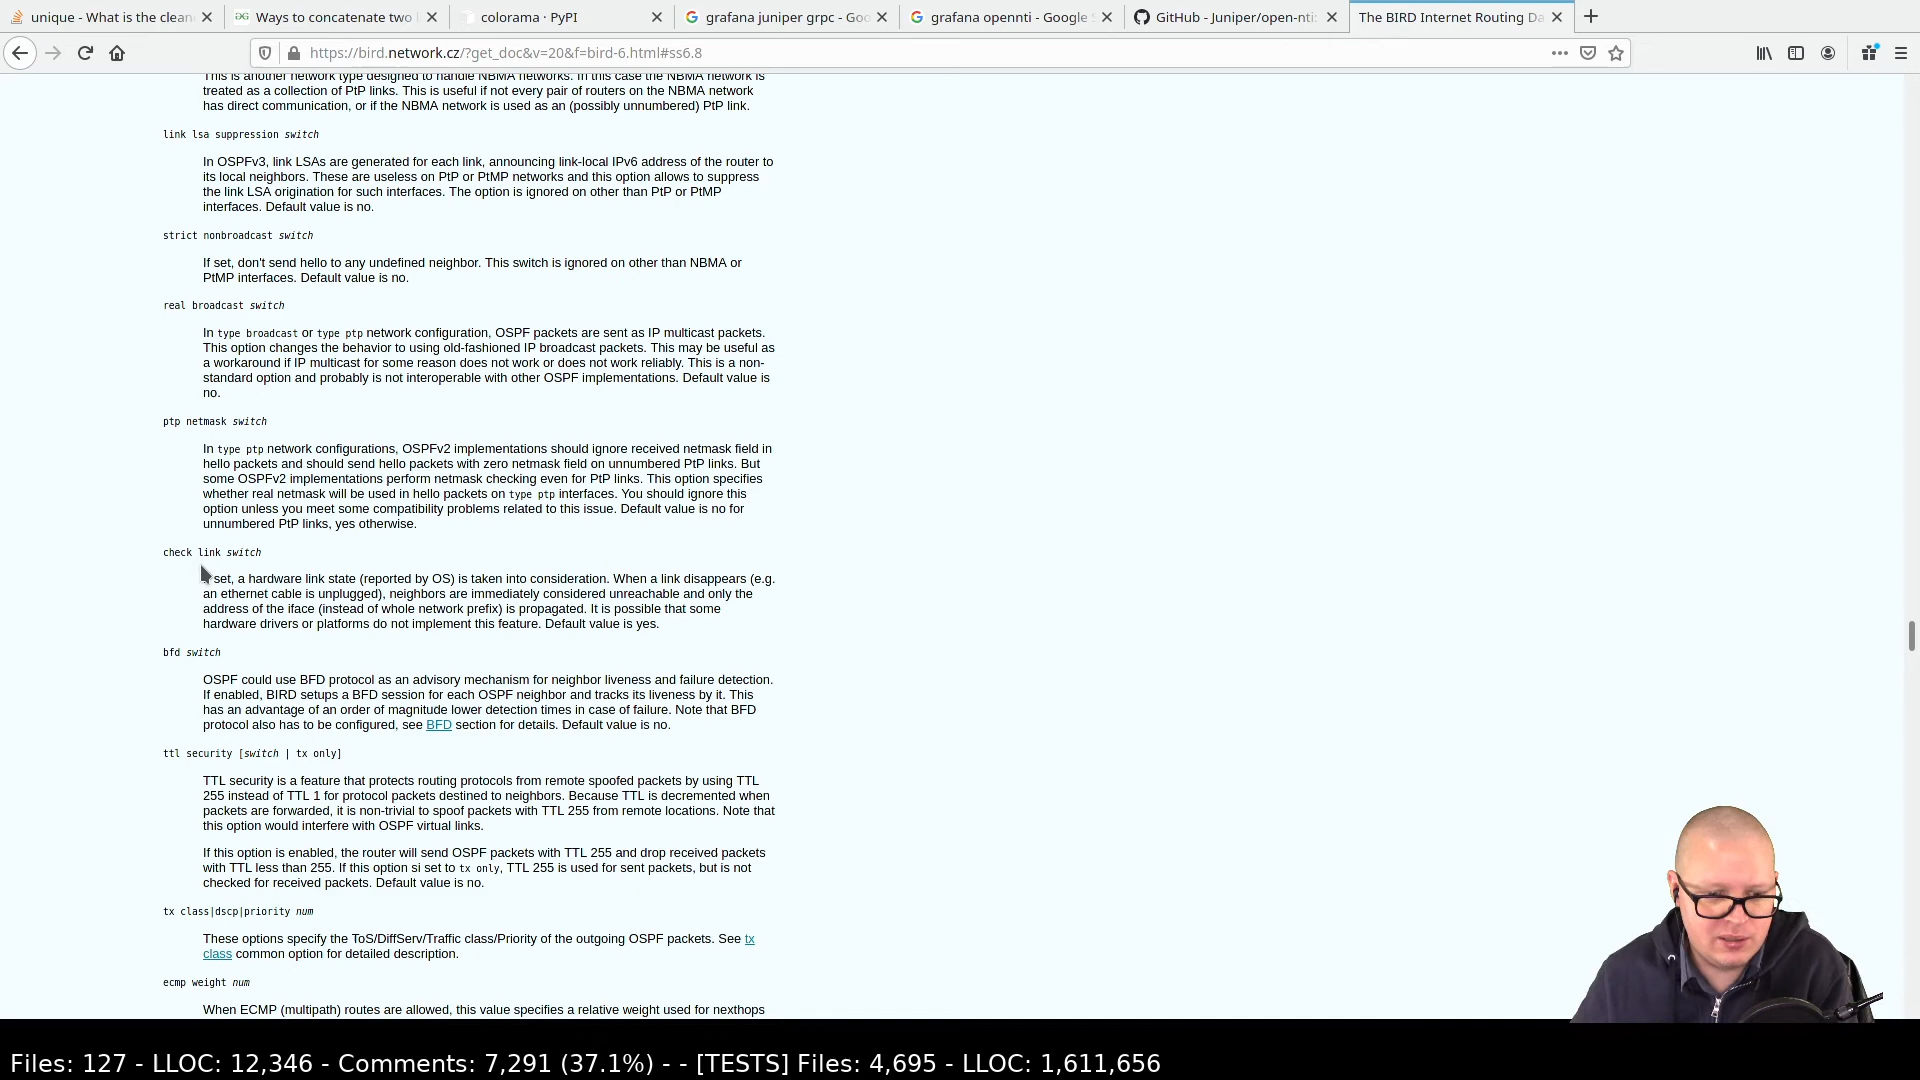 unique - What is the clean
Ways to concatenate two
colorama · PyPI
grafana juniper grpc - Goo
grafana opennti - Google S
GitHub - Juniper/open-nti:
The BIRD Internet Routing Da
https://bird.network.cz/?get_doc&v=20&f=bird-6.html#ss6.8
This is another network type designed to handle NBMA networks. In this case the NBMA network is
treated as a collection of PtP links. This is useful if not every pair of routers on the NBMA network
has direct communication, or if the NBMA network is used as an (possibly unnumbered) PtP link.
link lsa suppression switch
In OSPFv3, link LSAs are generated for each link, announcing link-local IPv6 address of the router to
its local neighbors. These are useless on PtP or PtMP networks and this option allows to suppress
the link LSA origination for such interfaces. The option is ignored on other than PtP or PtMP
interfaces. Default value is no.
strict nonbroadcast switch
If set, don't send hello to any undefined neighbor. This switch is ignored on other than NBMA or
PtMP interfaces. Default value is no.
real broadcast switch
In type broadcast or type ptp network configuration, OSPF packets are sent as IP multicast packets.
This option changes the behavior to using old-fashioned IP broadcast packets. This may be useful as
a workaround if IP multicast for some reason does not work or does not work reliably. This is a non-
standard option and probably is not interoperable with other OSPF implementations. Default value is
no.
ptp netmask switch
In type ptp network configurations, OSPFv2 implementations should ignore received netmask field in
hello packets and should send hello packets with zero netmask field on unnumbered PtP links. But
some OSPFv2 implementations perform netmask checking even for PtP links. This option specifies
whether real netmask will be used in hello packets on type ptp interfaces. You should ignore this
option unless you meet some compatibility problems related to this issue. Default value is no for
unnumbered PtP links, yes otherwise.
check link switch
set, a hardware link state (reported by OS) is taken into consideration. When a link disappears (e.g.
an ethernet cable is unplugged), neighbors are immediately considered unreachable and only the
address of the iface (instead of whole network prefix) is propagated. It is possible that some
hardware drivers or platforms do not implement this feature. Default value is yes.
bfd switch
OSPF could use BFD protocol as an advisory mechanism for neighbor liveness and failure detection.
If enabled, BIRD setups a BFD session for each OSPF neighbor and tracks its liveness by it. This
has an advantage of an order of magnitude lower detection times in case of failure. Note that BFD
protocol also has to be configured, see BFD section for details. Default value is no.
ttl security [switch | tx only]
TTL security is a feature that protects routing protocols from remote spoofed packets by using TTL
255 instead of TTL 1 for protocol packets destined to neighbors. Because TTL is decremented when
packets are forwarded, it is non-trivial to spoof packets with TTL 255 from remote locations. Note that
this option would interfere with OSPF virtual links.
If this option is enabled, the router will send OSPF packets with TTL 255 and drop received packets
with TTL less than 255. If this option si set to tx only, TTL 255 is used for sent packets, but is not
checked for received packets. Default value is no.
tx class|dscp|priority num
These options specify the ToS/DiffServ/Traffic class/Priority of the outgoing OSPF packets. See tx
class common option for detailed description.
ecmp weight num
When ECMP (multipath) routes are allowed, this value specifies a relative weight used for nexthops
Files: 127 - LLOC: 12,346 - Comments: 7,291 (37.1%) - - [TESTS] Files: 4,695 - LLOC: 1,611,656